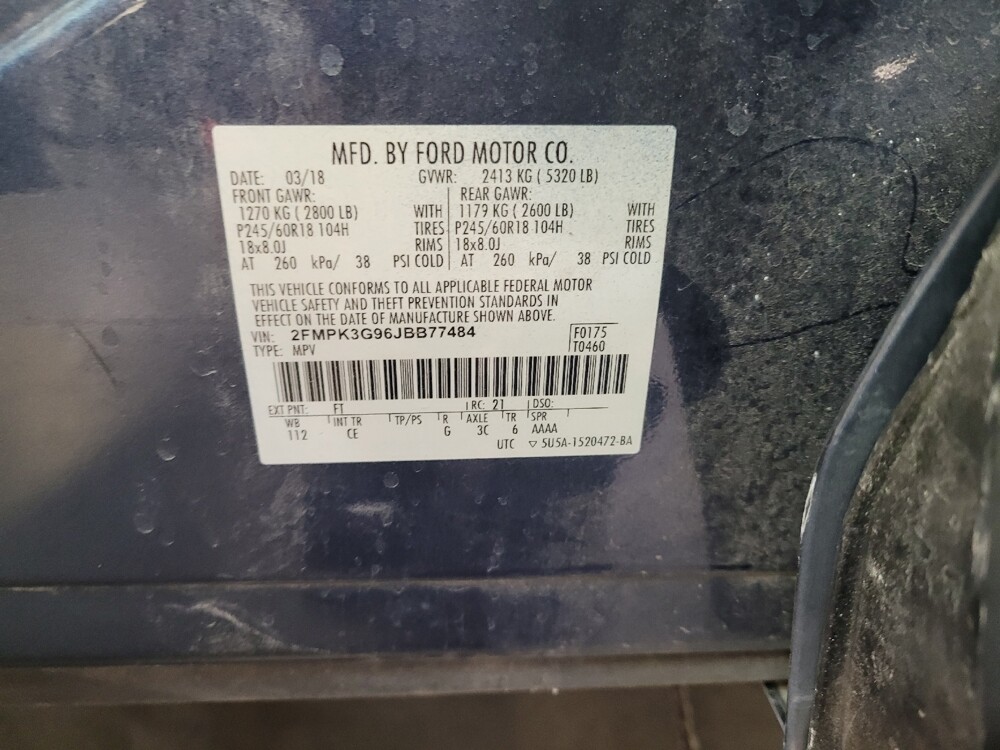 MFD. BY FORD MOTOR CO.
DATE: 03/18 GVWR: 2413 KG ( 5320 LB)
FRONT GAWR: REAR GAWR:
1270 KG ( 2800 LB) WITH 1179 KG ( 2600 LB) WITH
P245/60R18 104H TIRES P245/60R18 104H TIRES
18x8.0J RIMS 18x8.0J RIMS
AT 260 kPa/ 38 PSI COLD AT 260 kPa/ 38 PSI COLD
THIS VEHICLE CONFORMS TO ALL APPLICABLE FEDERAL MOTOR
VEHICLE SAFETY AND THEFT PREVENTION STANDARDS IN
EFFECT ON THE DATE OF MANUFACTURE SHOWN ABOVE.
VIN: 2FMPK3G96JBB77484 F0175
TYPE: MPV T0460
EXT PNT: FT RC: 21 DSO:
WB INT TR TP/PS R AXLE TR SPR
112 CE G 3C 6 AAAA
UTC ▽ 5U5A-1520472-BA